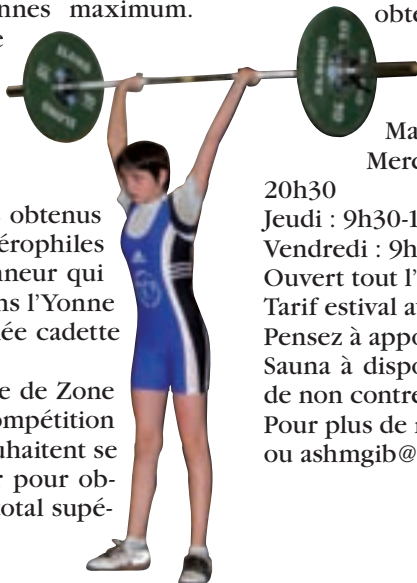 ennes maximum.
e
obtenus
érophiles
nneur qui
ns l'Yonne
ée cadette
e de Zone
ompétition
uhaitent se
r pour ob-
otal supé-
obte
Ma
Merc
20h30
Jeudi : 9h30-1
Vendredi : 9h
Ouvert tout l'
Tarif estival a
Pensez à appo
Sauna à dispo
de non contre
Pour plus de
ou ashmgib@